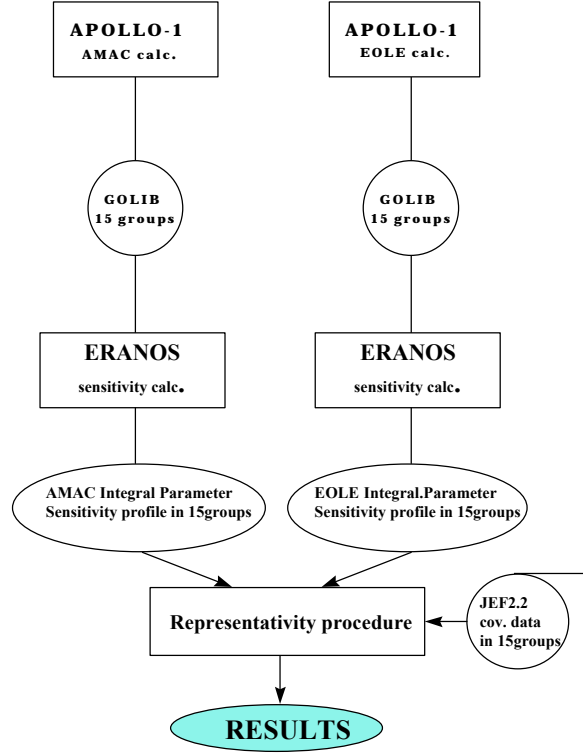 APOLLO-1
AMAC calc.
APOLLO-1
EOLE calc.
GOLIB
15 groups
GOLIB
15 groups
ERANOS
sensitivity calc.
ERANOS
sensitivity calc.
AMAC Integral Parameter
Sensitivity profile in 15groups
EOLE Integral.Parameter
Sensitivity profile in 15groups
Representativity procedure
JEF2.2
cov. data
in 15groups
RESULTS